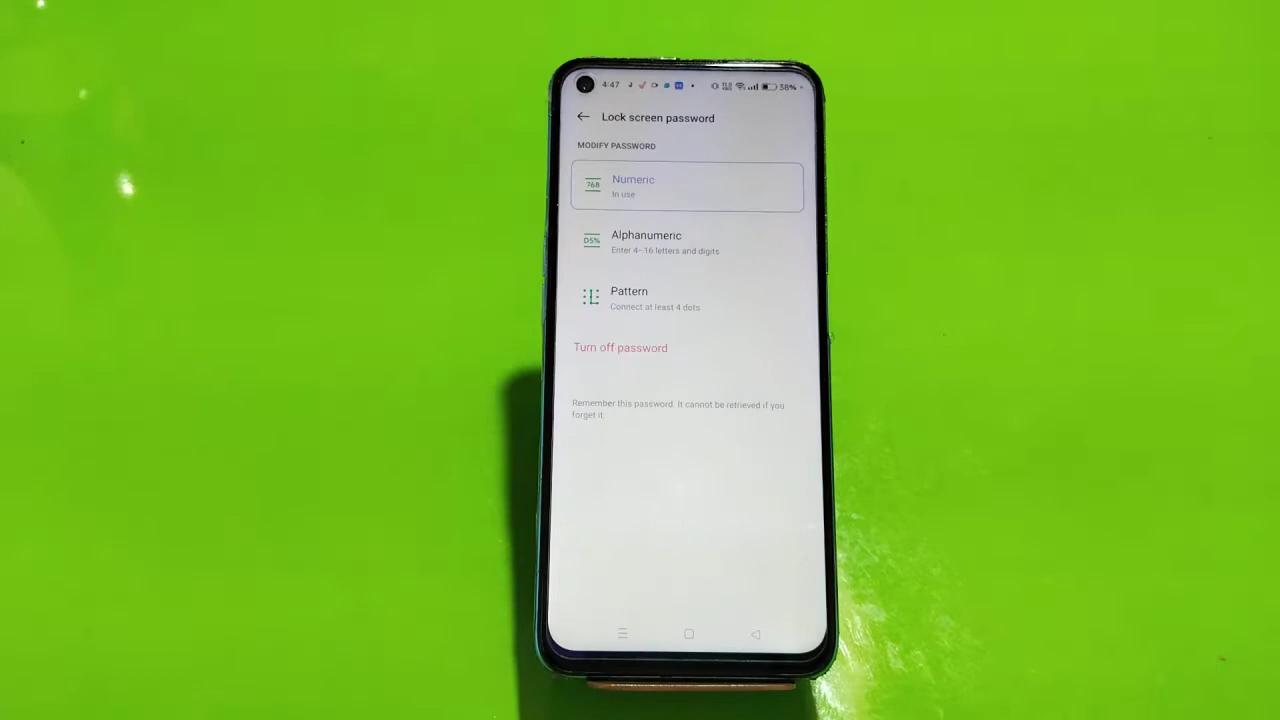 4:47
38%
Lock screen password
MODIFY PASSWORD
768
Numeric
In use
D5%
Alphanumeric
Enter 4–16 letters and digits
Pattern
Connect at least 4 dots
Turn off password
Remember this password. It cannot be retrieved if you
forget it.